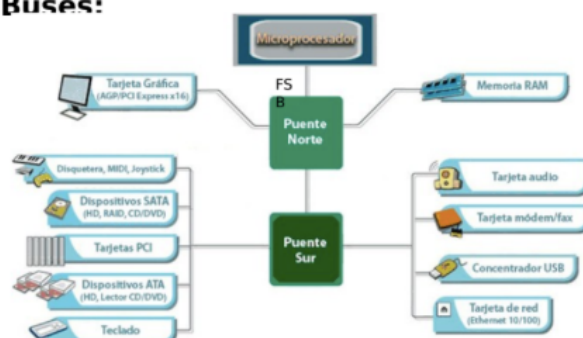 Buses:
Microprocesador
Tarjeta Gráfica
(AGP/PCI Express x16)
FS
B
Memoria RAM
Puente
Norte
Disquetera, MIDI, Joystick
Dispositivos SATA
(HD, RAID, CD/DVD)
Tarjetas PCI
Dispositivos ATA
(HD, Lector CD/DVD)
Teclado
Puente
Sur
Tarjeta audio
Tarjeta módem/fax
Concentrador USB
Tarjeta de red
(Ethernet 10/100)